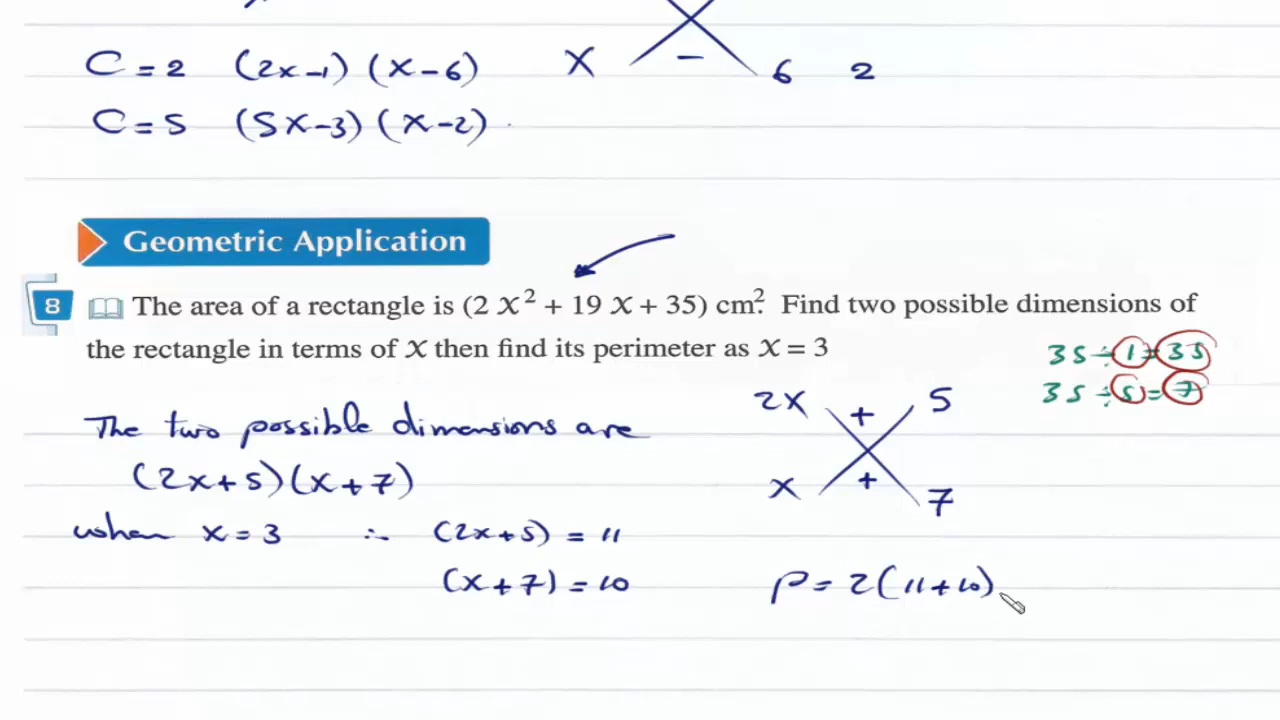 C = 2 (2x-1) (x-6) X - 6 2
C = 5 (5x-3) (x-2)
Geometric Application
8 The area of a rectangle is (2 x² + 19 x + 35) cm². Find two possible dimensions of
the rectangle in terms of x then find its perimeter as x = 3
35 ÷ 1 = 35
35 ÷ 5 = 7
2x + 5
The two possible dimensions are
(2x+5)(x+7)
x + 7
when x = 3 ∴ (2x+5) = 11
(x+7) = 10 P = 2(11+10)